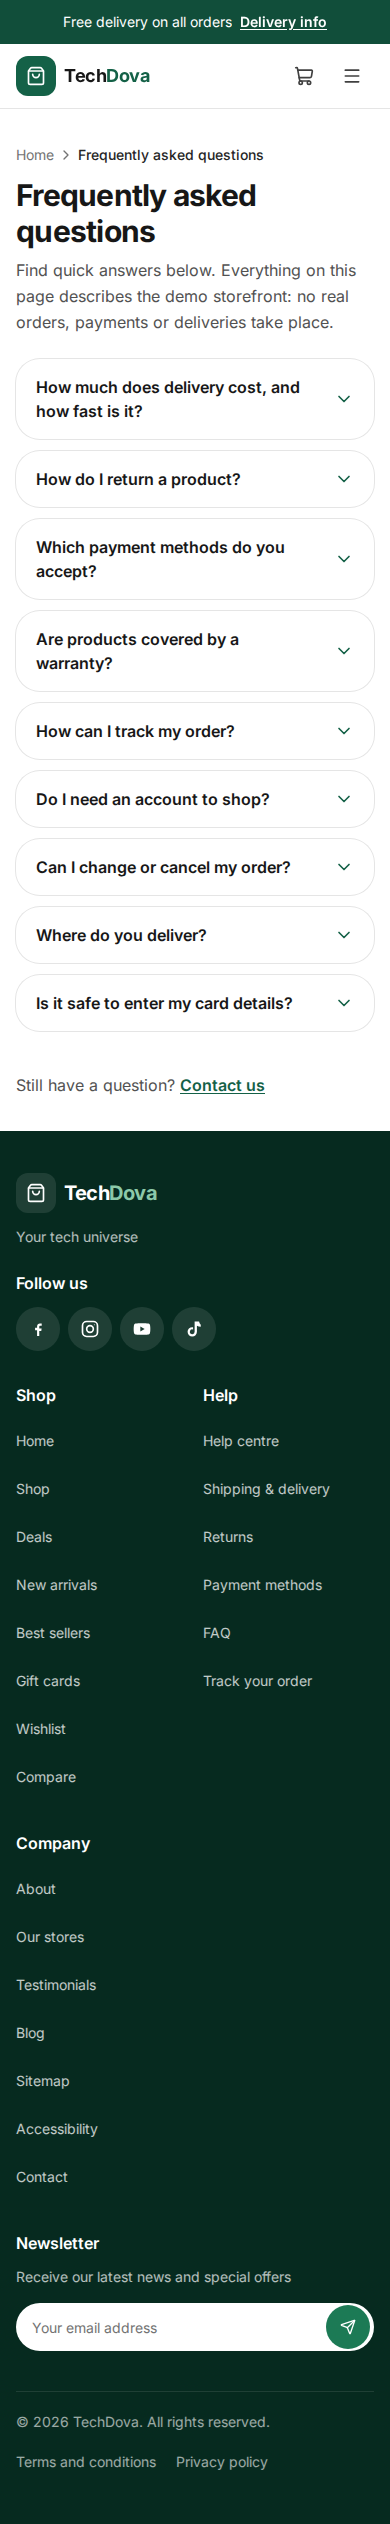 Free delivery on all orders Delivery info
TechDova
Home > Frequently asked questions
Frequently asked
questions
Find quick answers below. Everything on this
page describes the demo storefront: no real
orders, payments or deliveries take place.
How much does delivery cost, and
how fast is it?
How do I return a product?
Which payment methods do you
accept?
Are products covered by a
warranty?
How can I track my order?
Do I need an account to shop?
Can I change or cancel my order?
Where do you deliver?
Is it safe to enter my card details?
Still have a question? Contact us
TechDova
Your tech universe
Follow us
Shop
Home
Shop
Deals
New arrivals
Best sellers
Gift cards
Wishlist
Compare
Help
Help centre
Shipping & delivery
Returns
Payment methods
FAQ
Track your order
Company
About
Our stores
Testimonials
Blog
Sitemap
Accessibility
Contact
Newsletter
Receive our latest news and special offers
Your email address
© 2026 TechDova. All rights reserved.
Terms and conditions Privacy policy